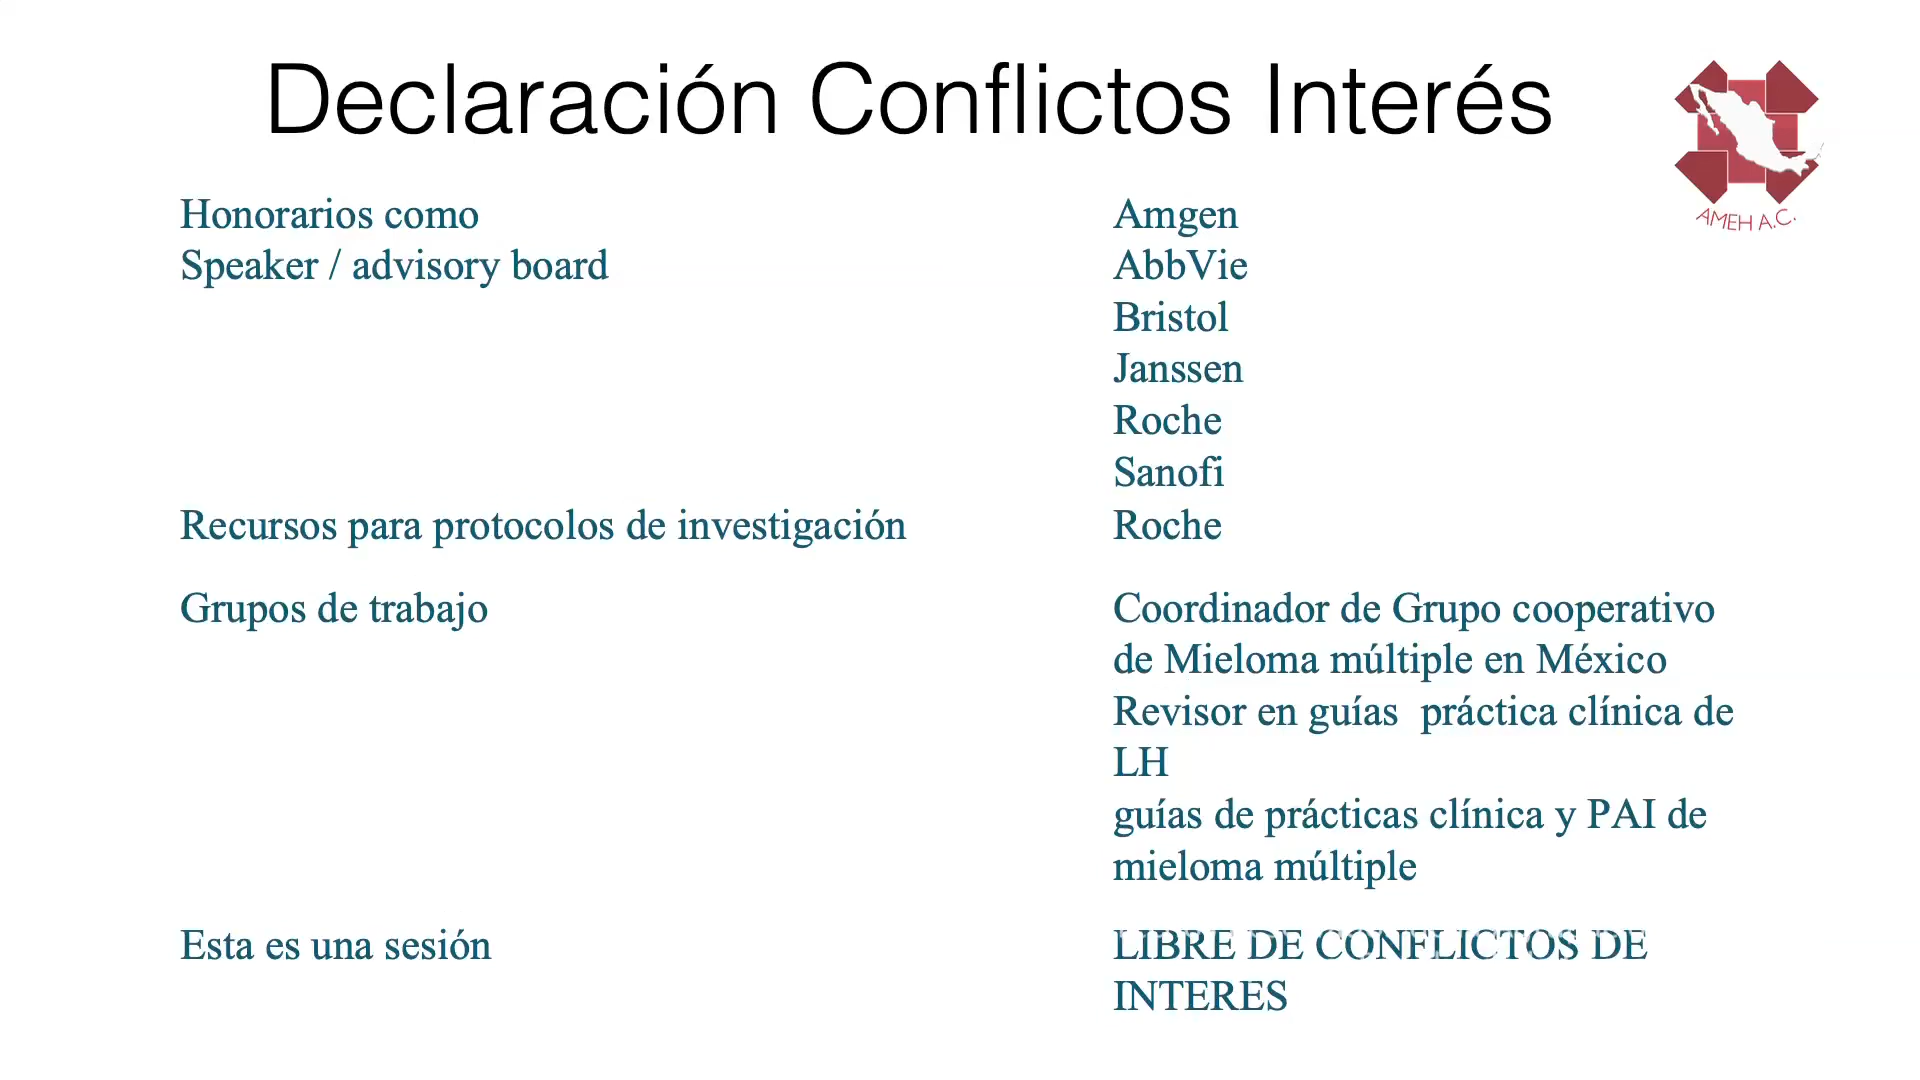 Declaración Conflictos Interés
AMEH A.C.
Honorarios como
Speaker / advisory board
Amgen
AbbVie
Bristol
Janssen
Roche
Sanofi
Recursos para protocolos de investigación
Roche
Grupos de trabajo
Coordinador de Grupo cooperativo
de Mieloma múltiple en México
Revisor en guías  práctica clínica de
LH
guías de prácticas clínica y PAI de
mieloma múltiple
Esta es una sesión
LIBRE DE CONFLICTOS DE
INTERES